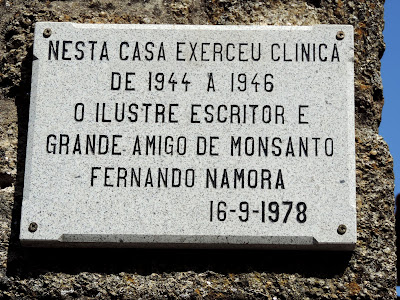 NESTA CASA EXERCEU CLINICA
DE 1944 A 1946
O ILUSTRE ESCRITOR E
GRANDE AMIGO DE MONSANTO
FERNANDO NAMORA
16-9-1978